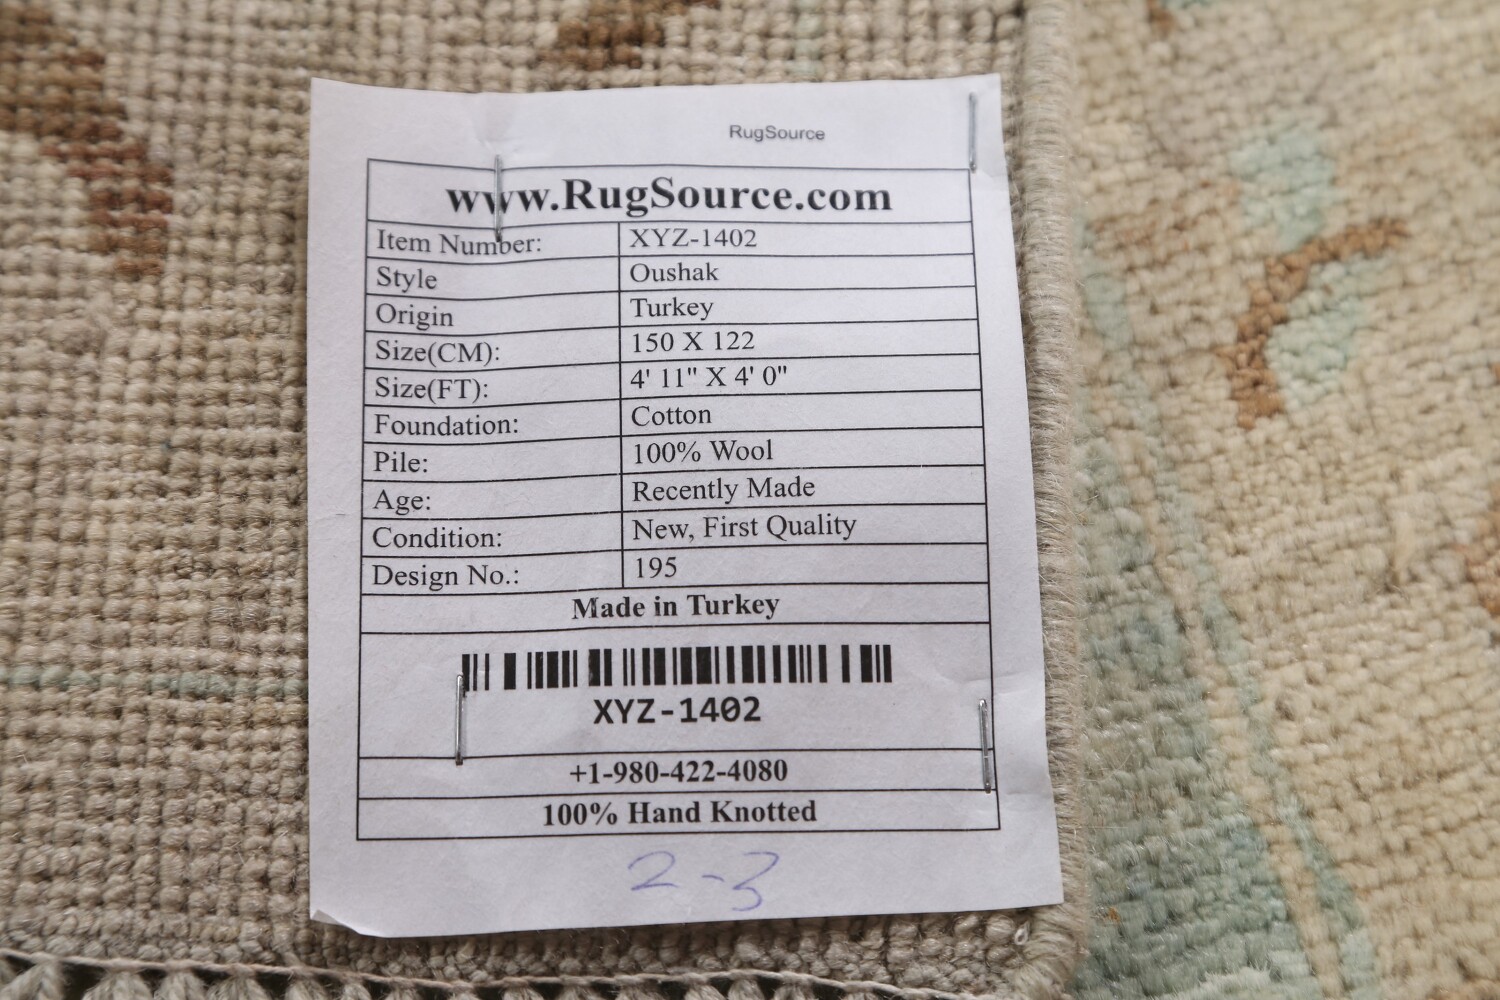 RugSource
www.RugSource.com
Item Number: XYZ-1402
Style Oushak
Origin Turkey
Size(CM): 150 X 122
Size(FT): 4' 11" X 4' 0"
Foundation: Cotton
Pile: 100% Wool
Age: Recently Made
Condition: New, First Quality
Design No.: 195
Made in Turkey
XYZ-1402
+1-980-422-4080
100% Hand Knotted
2-3